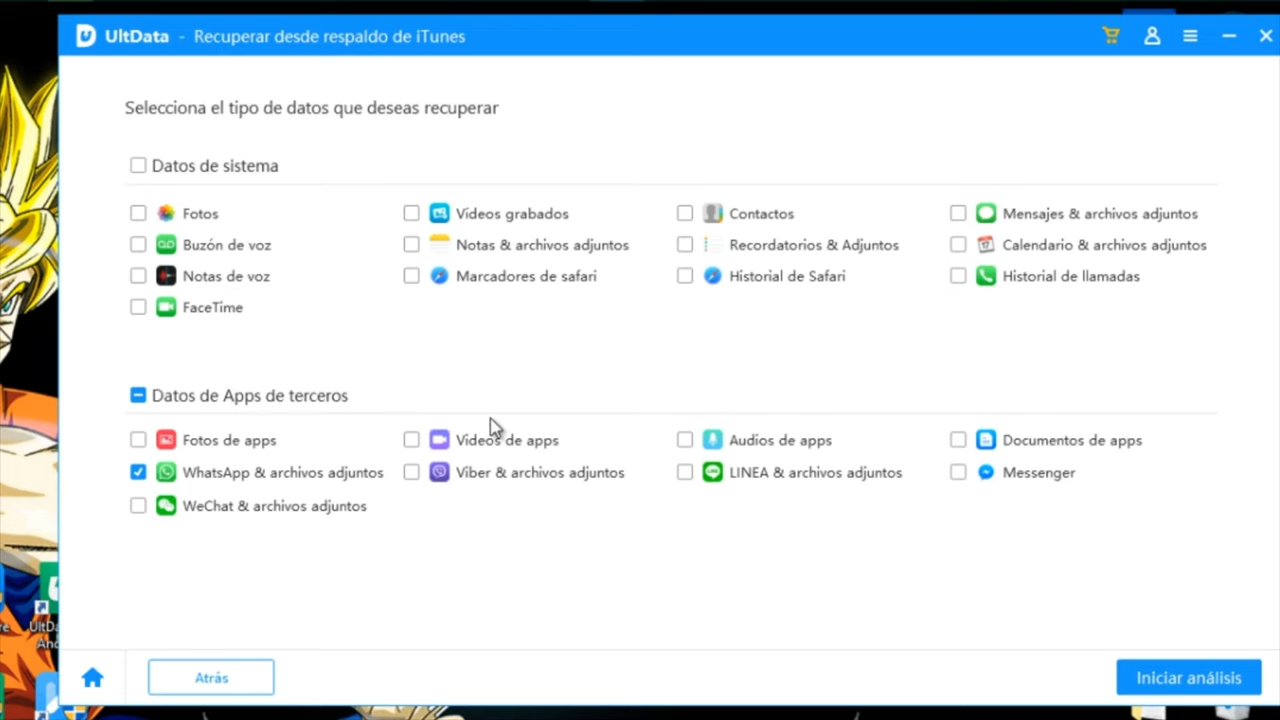 UltData - Recuperar desde respaldo de iTunes
Selecciona el tipo de datos que deseas recuperar
Datos de sistema
Fotos Vídeos grabados Contactos Mensajes & archivos adjuntos
Buzón de voz Notas & archivos adjuntos Recordatorios & Adjuntos Calendario & archivos adjuntos
Notas de voz Marcadores de safari Historial de Safari Historial de llamadas
FaceTime
Datos de Apps de terceros
Fotos de apps Vídeos de apps Audios de apps Documentos de apps
WhatsApp & archivos adjuntos Viber & archivos adjuntos LINEA & archivos adjuntos Messenger
WeChat & archivos adjuntos
Atrás Iniciar análisis